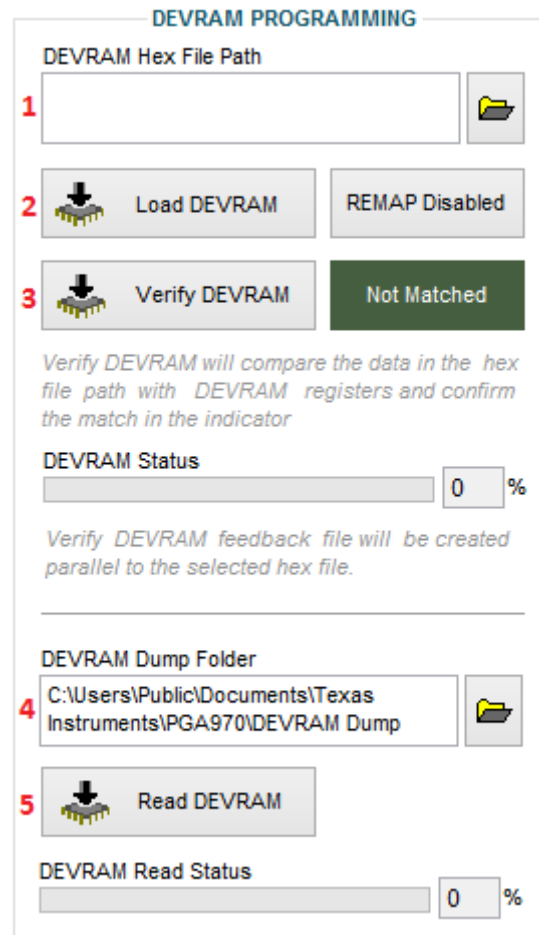 DEVRAM PROGRAMMING
DEVRAM Hex File Path
1
2 Load DEVRAM REMAP Disabled
3 Verify DEVRAM Not Matched
Verify DEVRAM will compare the data in the hex
file path with DEVRAM registers and confirm
the match in the indicator
DEVRAM Status
0 %
Verify DEVRAM feedback file will be created
parallel to the selected hex file.
DEVRAM Dump Folder
4 C:\Users\Public\Documents\Texas
Instruments\PGA970\DEVRAM Dump
5 Read DEVRAM
DEVRAM Read Status
0 %